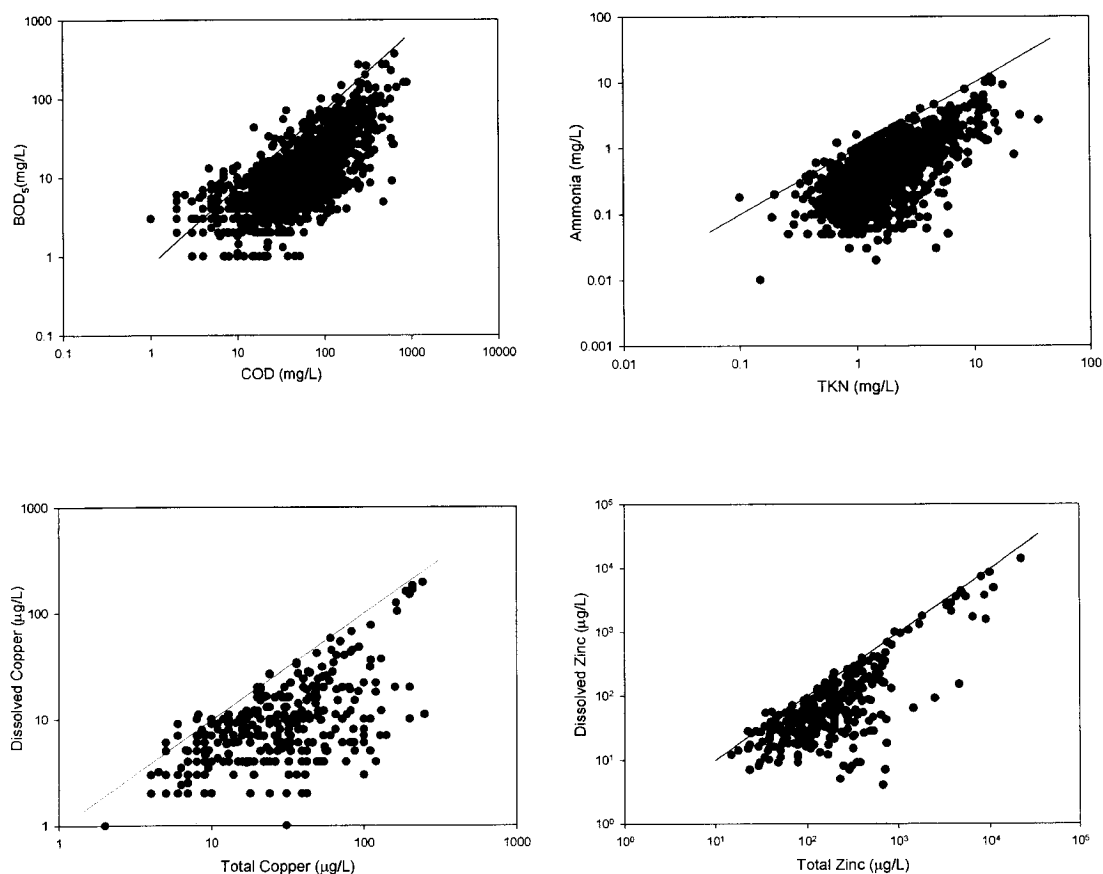 1000
100
10
1
0.1
BOD5(mg/L)
0.1 1 10 100 1000 10000
COD (mg/L)
100
10
1
0.1
0.01
0.001
Ammonia (mg/L)
0.01 0.1 1 10 100
TKN (mg/L)
1000
100
10
1
Dissolved Copper (µg/L)
1 10 100 1000
Total Copper (µg/L)
10⁵
10⁴
10³
10²
10¹
10⁰
Dissolved Zinc (µg/L)
10⁰ 10¹ 10² 10³ 10⁴ 10⁵
Total Zinc (µg/L)